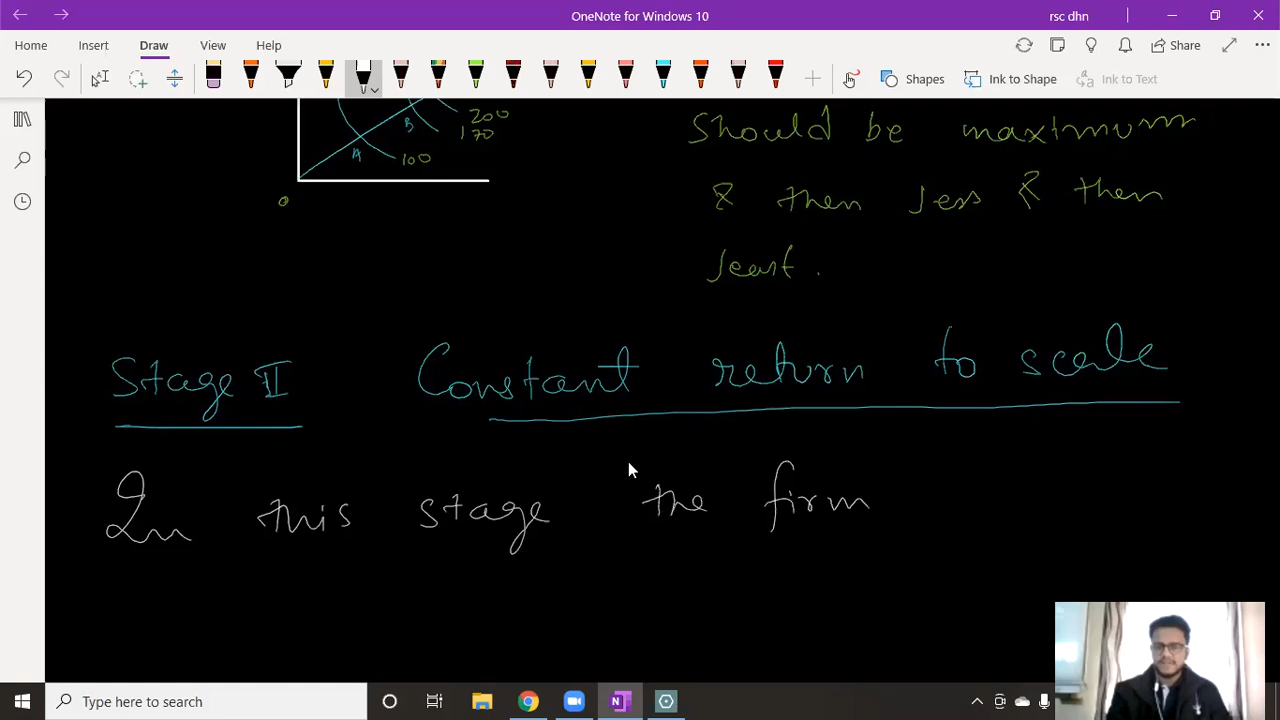 OneNote for Windows 10
rsc dhn
Home Insert Draw View Help
Share
Shapes
Ink to Shape
Ink to Text
200
B
170
A
100
o
Should be maximum
& then less & then
least .
Stage II Constant return to scale
In this stage the firm
Type here to search